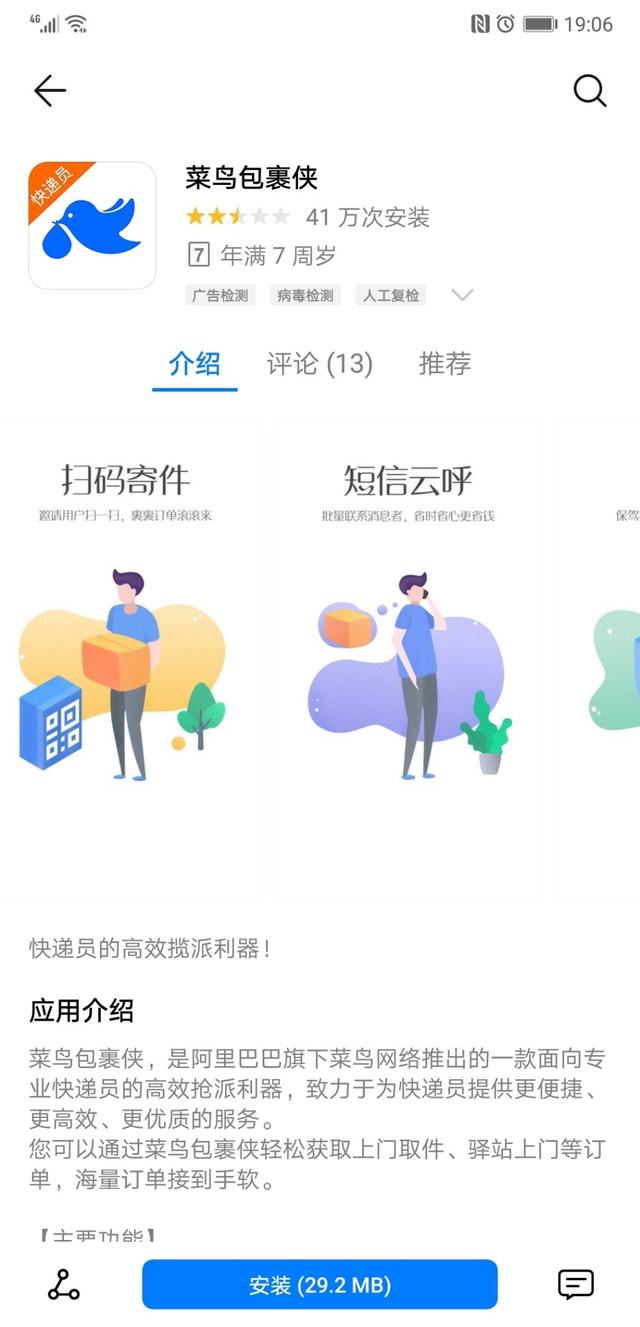 4G
19:06
快递员
菜鸟包裹侠
41 万次安装
7 年满 7 周岁
广告检测 病毒检测 人工复检
介绍 评论 (13) 推荐
扫码寄件
邀请用户扫一扫，裹裹订单滚滚来
短信云呼
批量联系消息者，省时省心更省钱
保驾
快递员的高效揽派利器！
应用介绍
菜鸟包裹侠，是阿里巴巴旗下菜鸟网络推出的一款面向专
业快递员的高效抢派利器，致力于为快递员提供更便捷、
更高效、更优质的服务。
您可以通过菜鸟包裹侠轻松获取上门取件、驿站上门等订
单，海量订单接到手软。
【主要功能】
安装 (29.2 MB)